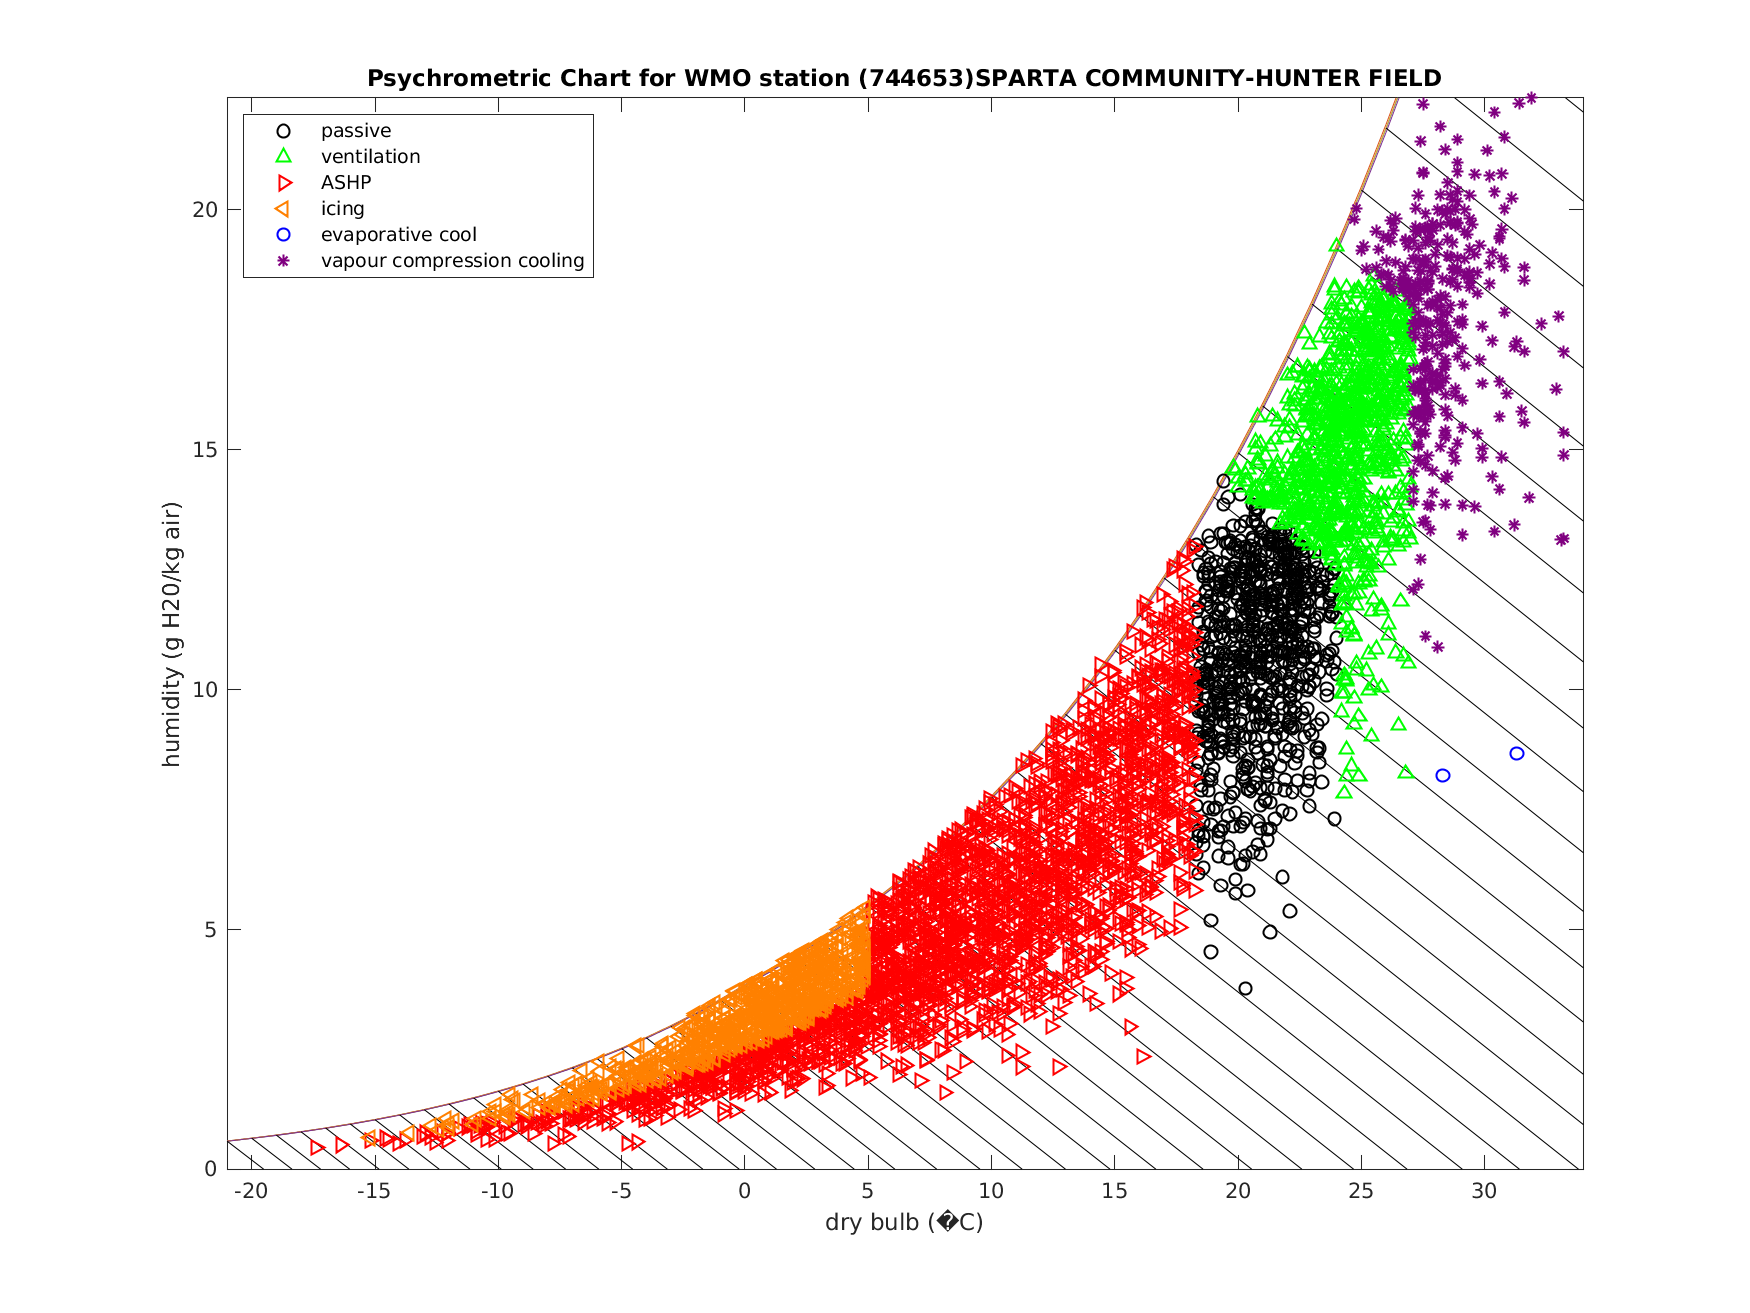 Psychrometric Chart for WMO station (744653)SPARTA COMMUNITY-HUNTER FIELD
passive
ventilation
ASHP
icing
evaporative cool
vapour compression cooling
humidity (g H20/kg air)
20
15
10
5
0
-20 -15 -10 -5 0 5 10 15 20 25 30
dry bulb (�C)